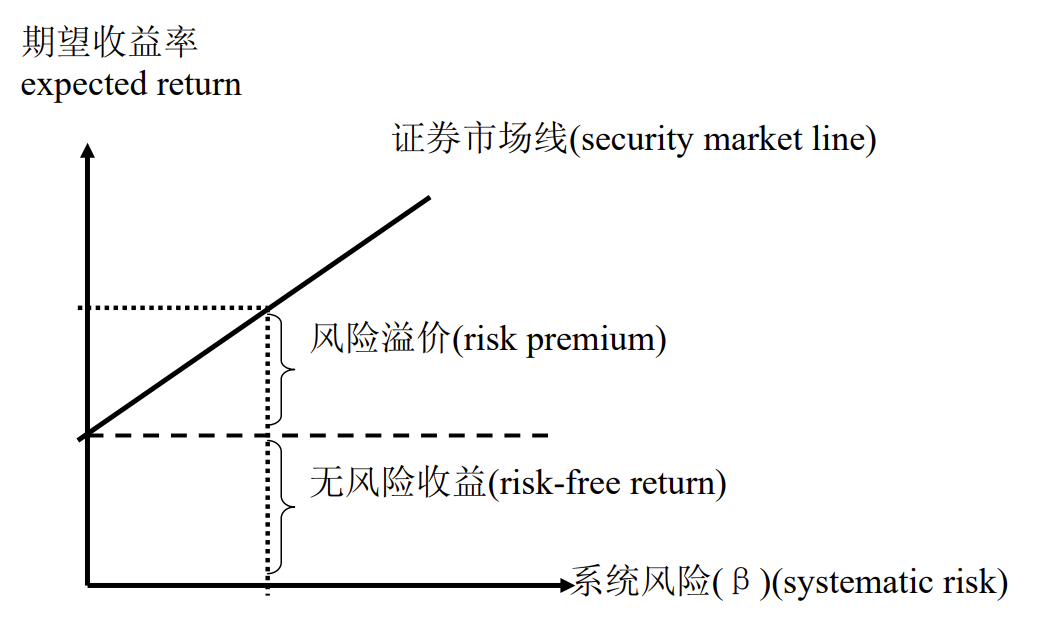 期望收益率
expected return
证券市场线(security market line)
风险溢价(risk premium)
无风险收益(risk-free return)
系统风险(β)(systematic risk)